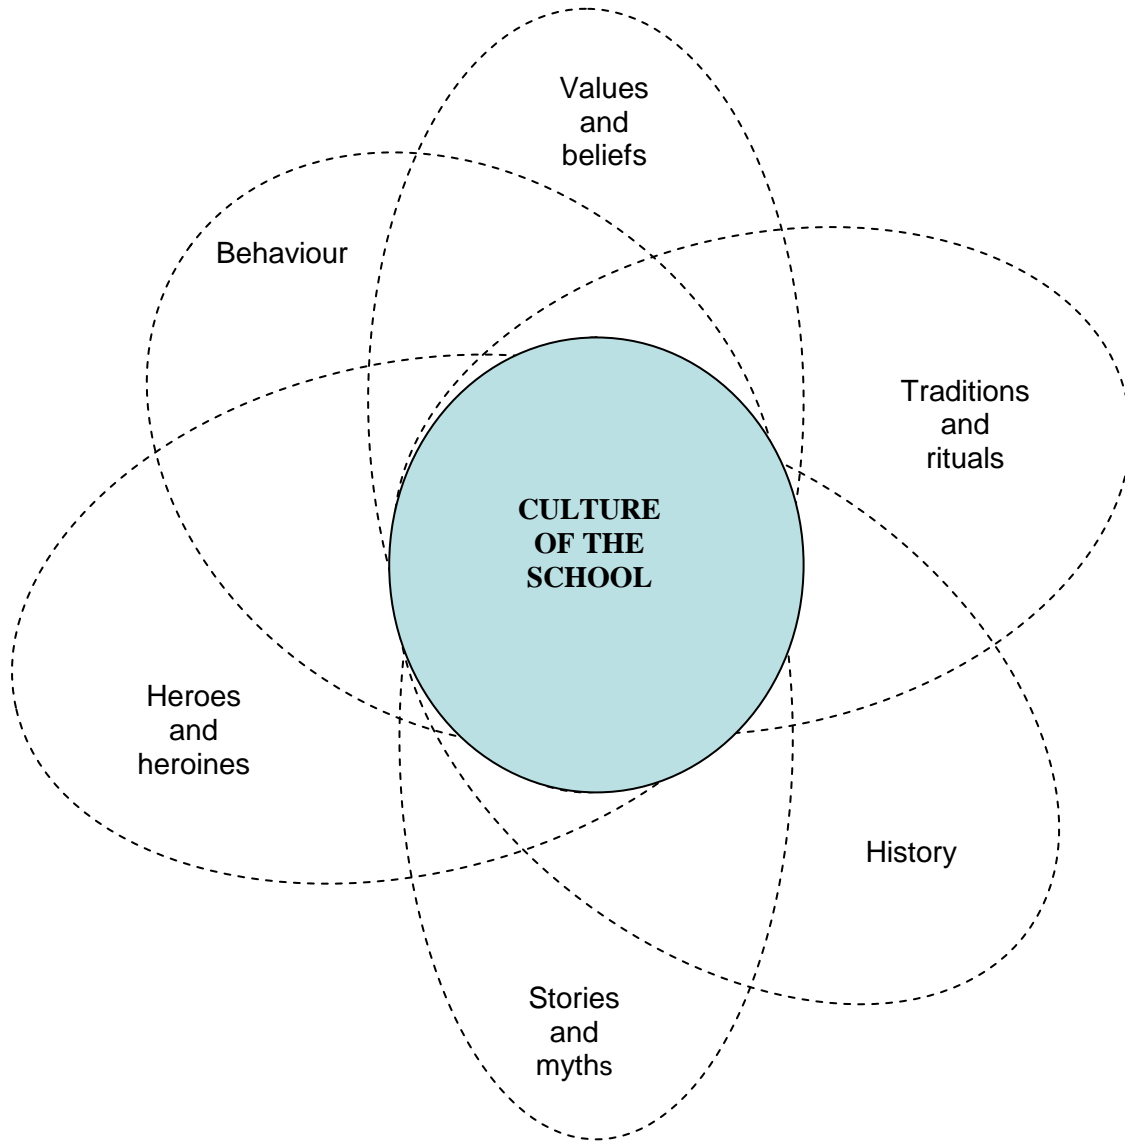 Values
and
beliefs
Behaviour
Traditions
and
rituals
CULTURE
OF THE
SCHOOL
Heroes
and
heroines
History
Stories
and
myths